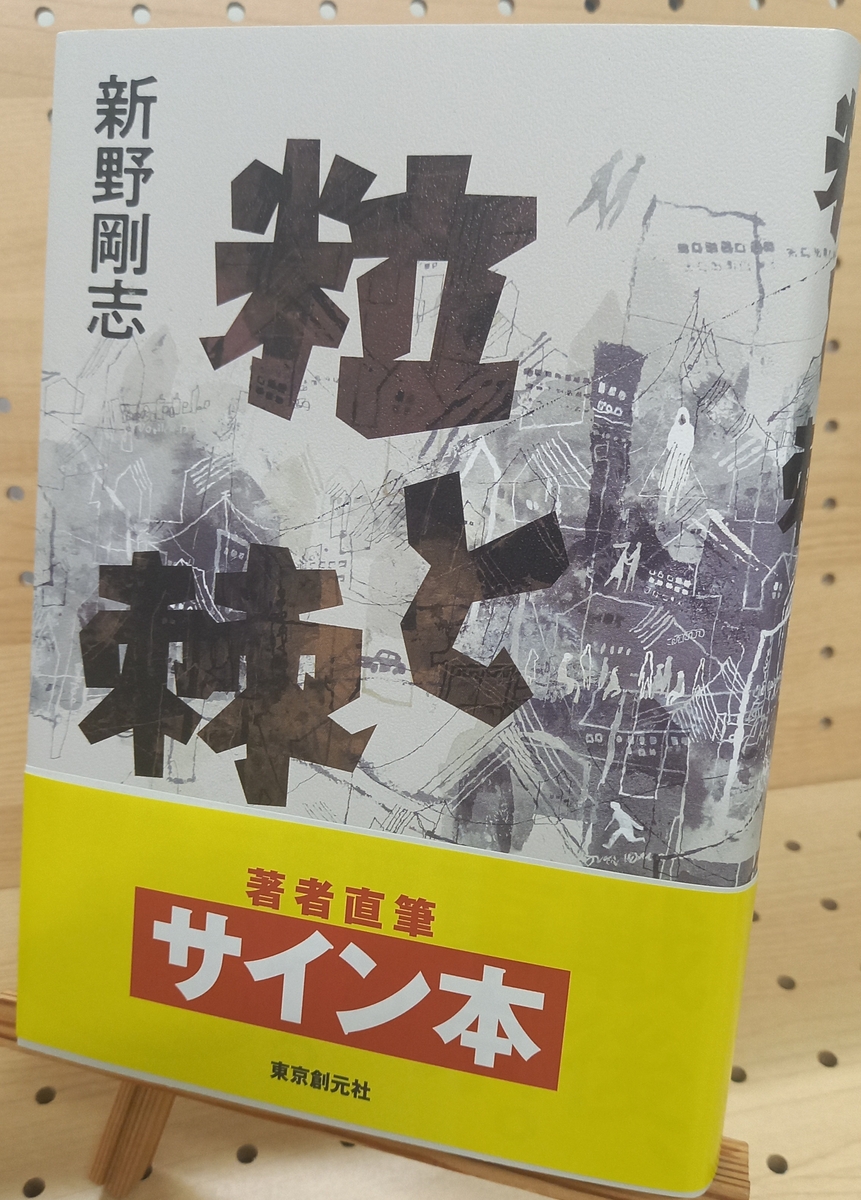 新野剛志
粒と棘
著者直筆
サイン本
東京創元社